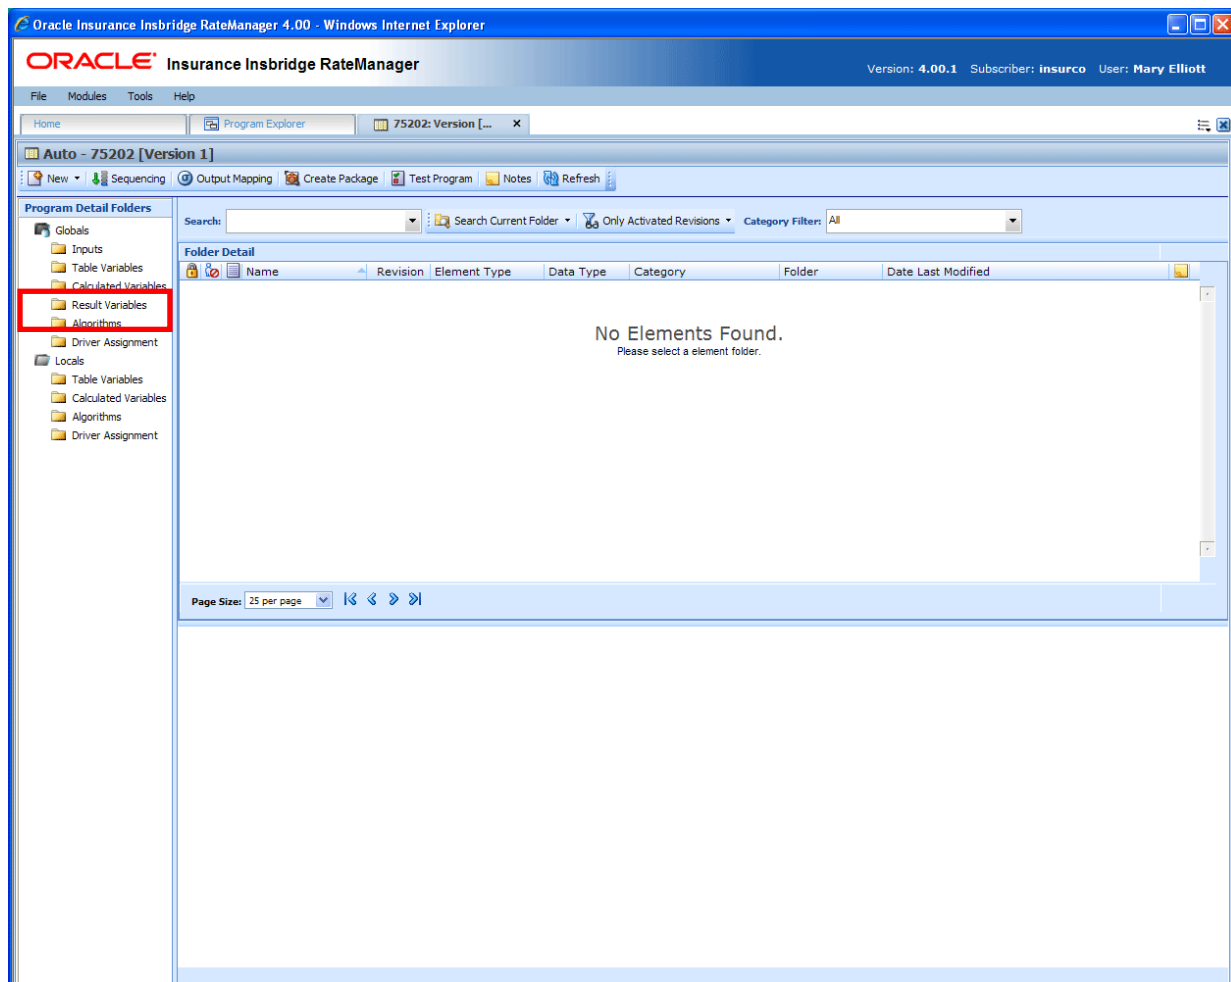 Oracle Insurance Insbridge RateManager 4.00 - Windows Internet Explorer
ORACLE Insurance Insbridge RateManager
Version: 4.00.1 Subscriber: insurco User: Mary Elliott
File Modules Tools Help
Home Program Explorer 75202: Version [... x
Auto - 75202 [Version 1]
New Sequencing Output Mapping Create Package Test Program Notes Refresh
Program Detail Folders
Globals
Inputs
Table Variables
Calculated Variables
Result Variables
Algorithms
Driver Assignment
Locals
Table Variables
Calculated Variables
Algorithms
Driver Assignment
Search: Search Current Folder Only Activated Revisions Category Filter: All
Folder Detail
Name Revision Element Type Data Type Category Folder Date Last Modified
No Elements Found.
Please select a element folder.
Page Size: 25 per page